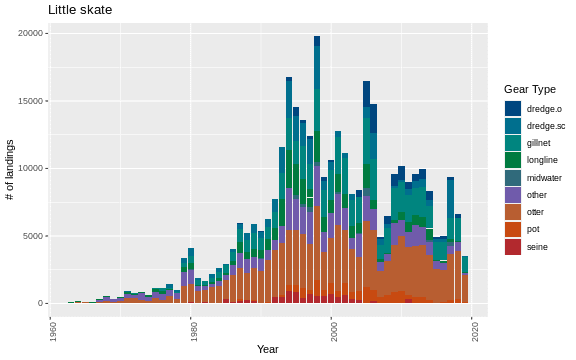 Little skate
# of landings
20000
15000
10000
5000
0
1960
1980
2000
2020
Year
Gear Type
dredge.o
dredge.sc
gillnet
longline
midwater
other
otter
pot
seine